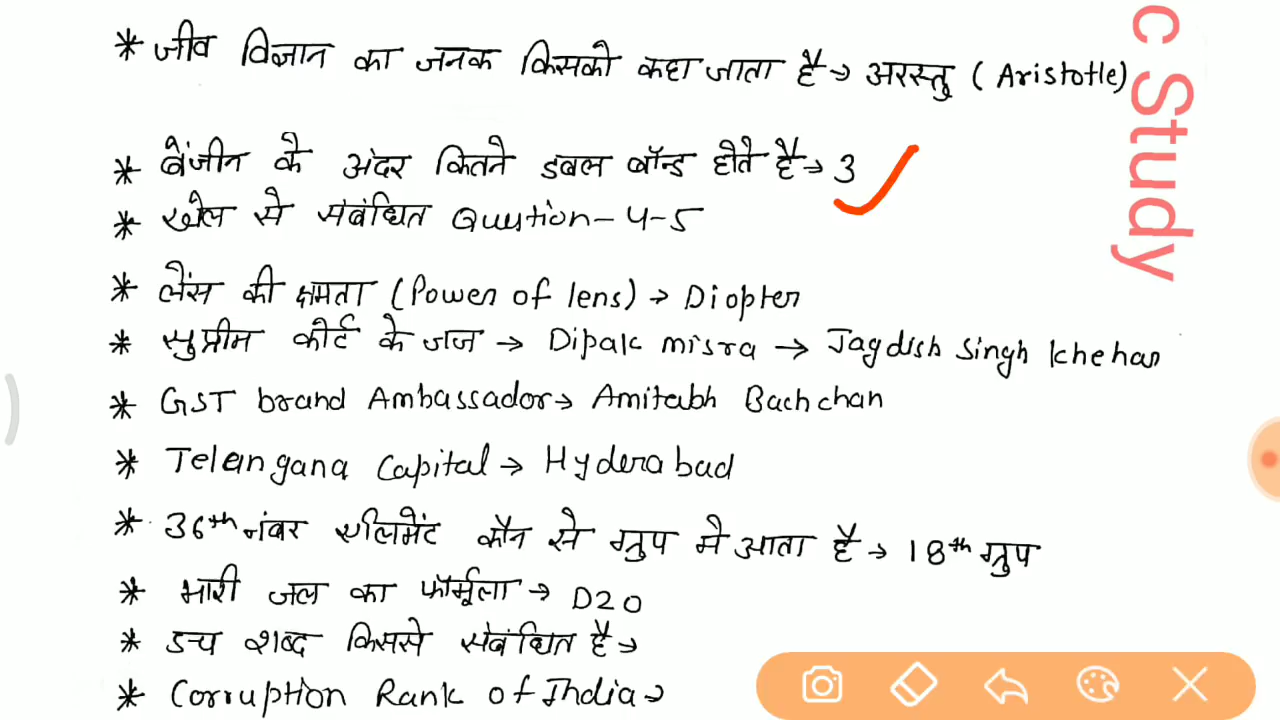 * जीव विज्ञान का जनक किसको कहा जाता है → अरस्तु ( Aristotle)
* बेंजीन के अंदर कितने डबल बॉन्ड होते है → 3
* खेल से संबंधित Question - 4-5
* लेंस की क्षमता (Power of lens) → Diopter
* सुप्रीम कोर्ट के जज → Dipak misra → Jagdish Singh Khehar
* GST brand Ambassador → Amitabh Bachchan
* Telangana Capital → Hyderabad
* 36th नंबर एलिमेंट कौन से ग्रुप मे आता है → 18th ग्रुप
* भारी जल का फॉर्मूला → D2O
* डच शब्द किससे संबंधित है →
* Corruption Rank of India →
c Study